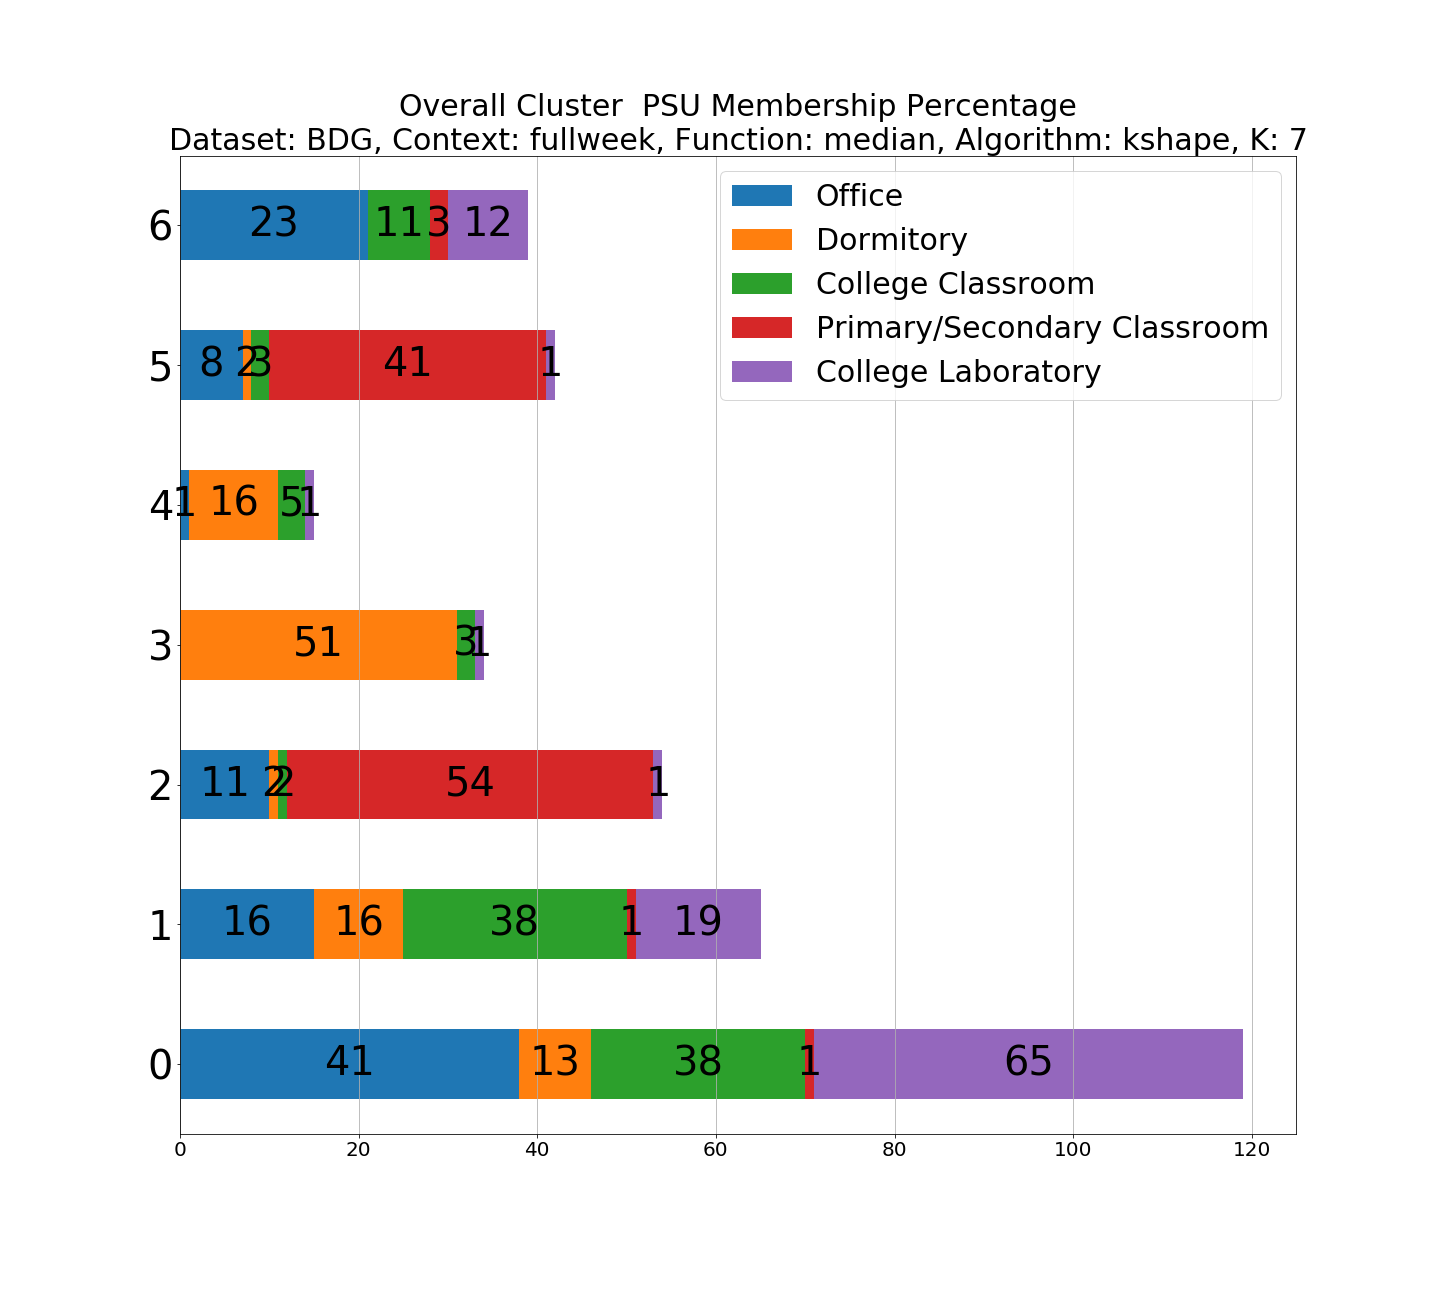 Overall Cluster  PSU Membership Percentage
Dataset: BDG, Context: fullweek, Function: median, Algorithm: kshape, K: 7
Office
Dormitory
College Classroom
Primary/Secondary Classroom
College Laboratory
6 23 11 3 12
5 8 2 3 41 1
4 1 16 5 1
3 51 3 1
2 11 2 2 54 1
1 16 16 38 1 19
0 41 13 38 1 65
0 20 40 60 80 100 120